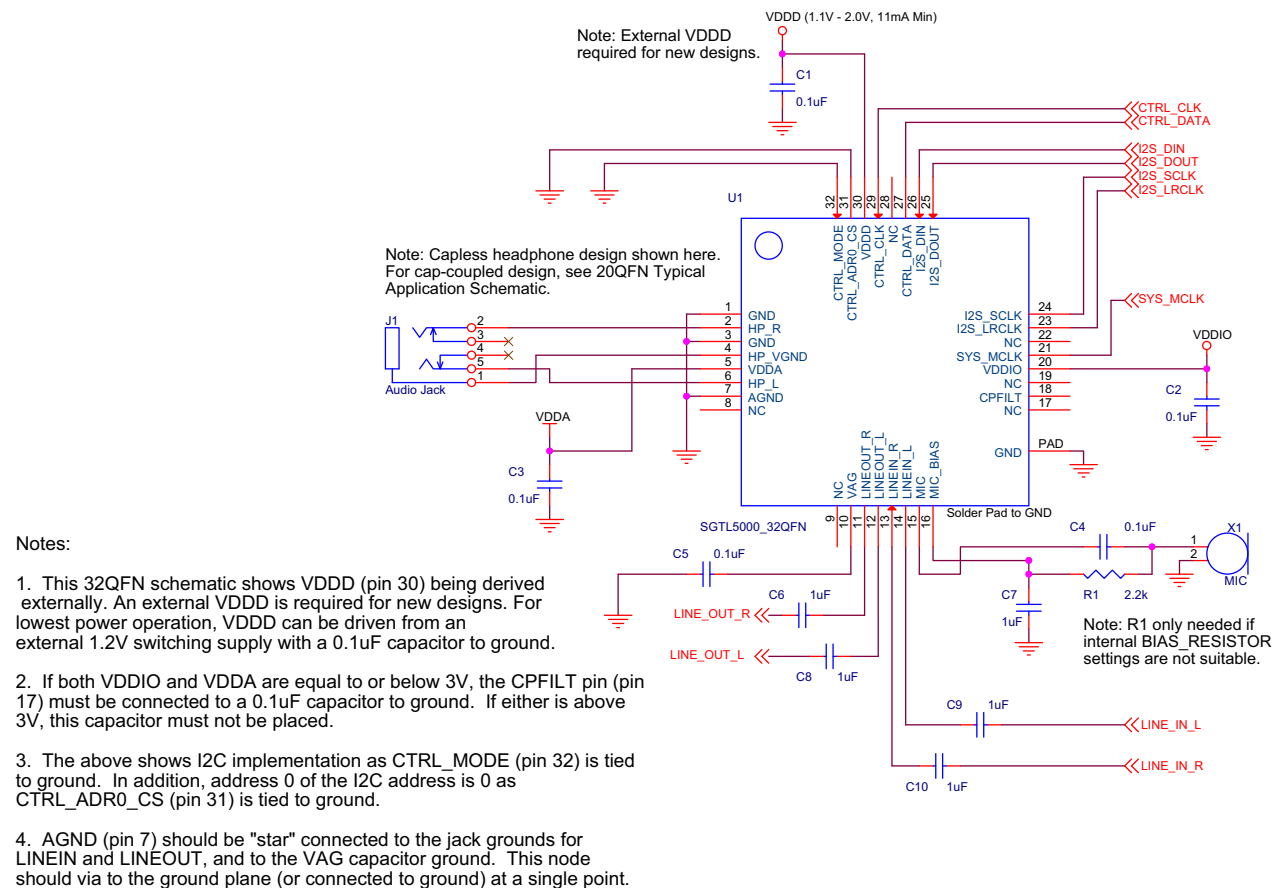 VDDD (1.1V - 2.0V, 11mA Min)
Note: External VDDD
required for new designs.
C1
0.1uF
CTRL_CLK
CTRL_DATA
I2S_DIN
I2S_DOUT
I2S_SCLK
I2S_LRCLK
U1
32
31
30
29
28
27
26
25
CTRL_MODE
CTRL_ADR0_CS
VDDD
CTRL_CLK
NC
CTRL_DATA
I2S_DIN
I2S_DOUT
Note: Capless headphone design shown here.
For cap-coupled design, see 20QFN Typical
Application Schematic.
J1
2
3
4
5
1
Audio Jack
1 GND
2 HP_R
3 GND
4 HP_VGND
5 VDDA
6 HP_L
7 AGND
8 NC
I2S_SCLK 24
I2S_LRCLK 23
NC 22
SYS_MCLK 21
VDDIO 20
NC 19
CPFILT 18
NC 17
GND PAD
SYS_MCLK
VDDIO
C2
0.1uF
VDDA
C3
0.1uF
NC
VAG
LINEOUT_R
LINEOUT_L
LINEIN_R
LINEIN_L
MIC
MIC_BIAS
9
10
11
12
13
14
15
16
Solder Pad to GND
SGTL5000_32QFN
C4 0.1uF
X1
1
2
MIC
C5 0.1uF
C6 1uF
LINE_OUT_R
C7
1uF
R1 2.2k
Note: R1 only needed if
internal BIAS_RESISTOR
settings are not suitable.
LINE_OUT_L
C8 1uF
C9 1uF
LINE_IN_L
LINE_IN_R
C10 1uF
Notes:
1. This 32QFN schematic shows VDDD (pin 30) being derived
externally. An external VDDD is required for new designs. For
lowest power operation, VDDD can be driven from an
external 1.2V switching supply with a 0.1uF capacitor to ground.
2. If both VDDIO and VDDA are equal to or below 3V, the CPFILT pin (pin
17) must be connected to a 0.1uF capacitor to ground. If either is above
3V, this capacitor must not be placed.
3. The above shows I2C implementation as CTRL_MODE (pin 32) is tied
to ground. In addition, address 0 of the I2C address is 0 as
CTRL_ADR0_CS (pin 31) is tied to ground.
4. AGND (pin 7) should be "star" connected to the jack grounds for
LINEIN and LINEOUT, and to the VAG capacitor ground. This node
should via to the ground plane (or connected to ground) at a single point.